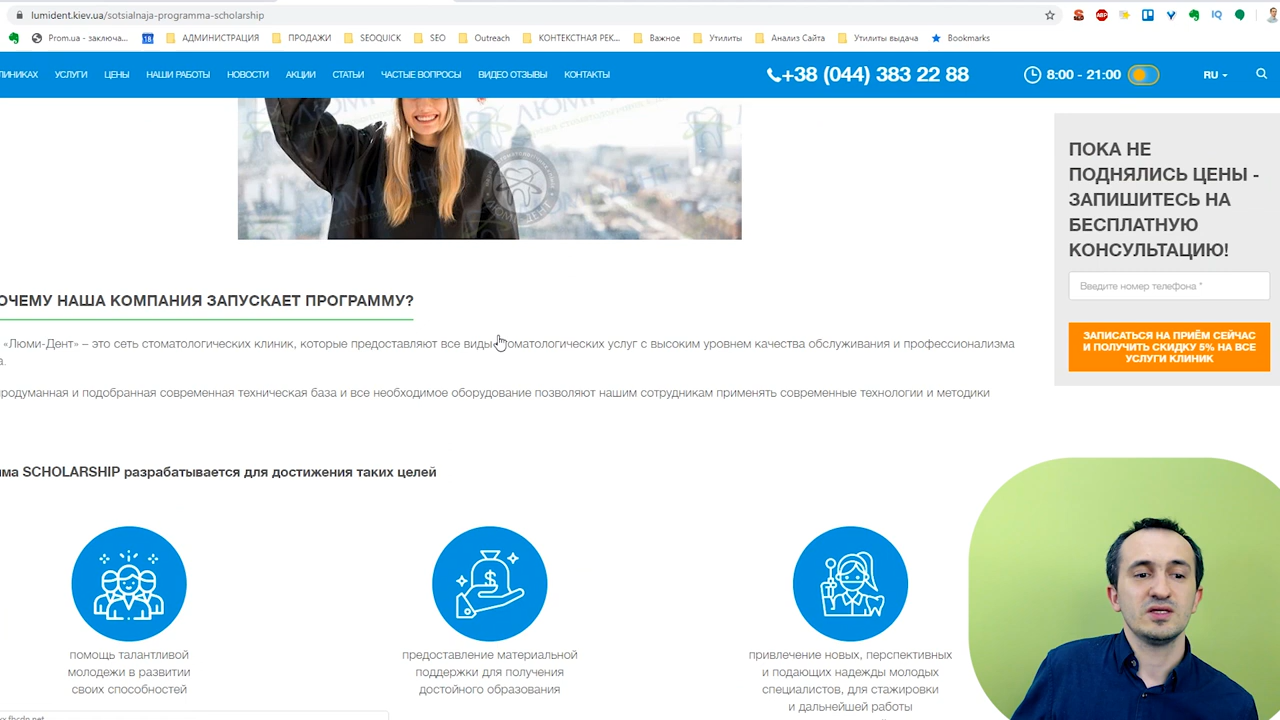 lumident.kiev.ua/sotsialnaja-programma-scholarship
Prom.ua - заключа...
АДМИНИСТРАЦИЯ
ПРОДАЖИ
SEOQUICK
SEO
Outreach
КОНТЕКСТНАЯ РЕК...
Важное
Утилиты
Анализ Сайта
Утилиты выдача
Bookmarks
ЛИНИКАХ
УСЛУГИ
ЦЕНЫ
НАШИ РАБОТЫ
НОВОСТИ
АКЦИИ
СТАТЬИ
ЧАСТЫЕ ВОПРОСЫ
ВИДЕО ОТЗЫВЫ
КОНТАКТЫ
+38 (044) 383 22 88
8:00 - 21:00
RU
ПОКА НЕ
ПОДНЯЛИСЬ ЦЕНЫ -
ЗАПИШИТЕСЬ НА
БЕСПЛАТНУЮ
КОНСУЛЬТАЦИЮ!
Введите номер телефона *
ЗАПИСАТЬСЯ НА ПРИЁМ СЕЙЧАС
И ПОЛУЧИТЬ СКИДКУ 5% НА ВСЕ
УСЛУГИ КЛИНИК
ОЧЕМУ НАША КОМПАНИЯ ЗАПУСКАЕТ ПРОГРАММУ?
«Люми-Дент» – это сеть стоматологических клиник, которые предоставляют все виды стоматологических услуг с высоким уровнем качества обслуживания и профессионализма
а.
продуманная и подобранная современная техническая база и все необходимое оборудование позволяют нашим сотрудникам применять современные технологии и методики
ма SCHOLARSHIP разрабатывается для достижения таких целей
помощь талантливой
молодежи в развитии
своих способностей
предоставление материальной
поддержки для получения
достойного образования
привлечение новых, перспективных
и подающих надежды молодых
специалистов, для стажировки
и дальнейшей работы